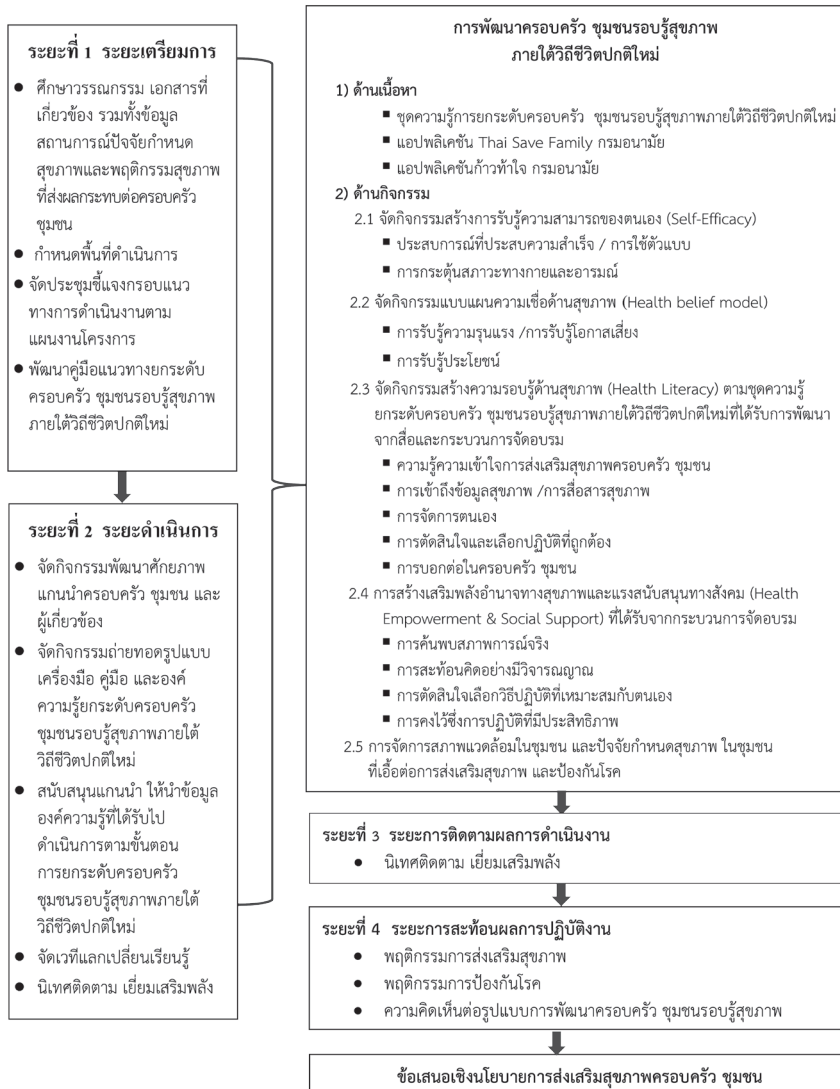 ระยะที่ 1 ระยะเตรียมการ
● ศึกษาวรรณกรรม เอกสารที่
เกี่ยวข้อง รวมทั้งข้อมูล
สถานการณ์ปัจจัยกำหนด
สุขภาพและพฤติกรรมสุขภาพ
ที่ส่งผลกระทบต่อครอบครัว
ชุมชน
● กำหนดพื้นที่ดำเนินการ
● จัดประชุมชี้แจงกรอบแนว
ทางการดำเนินงานตาม
แผนงานโครงการ
● พัฒนาคู่มือแนวทางยกระดับ
ครอบครัว ชุมชนรอบรู้สุขภาพ
ภายใต้วิถีชีวิตปกติใหม่
ระยะที่ 2 ระยะดำเนินการ
● จัดกิจกรรมพัฒนาศักยภาพ
แกนนำครอบครัว ชุมชน และ
ผู้เกี่ยวข้อง
● จัดกิจกรรมถ่ายทอดรูปแบบ
เครื่องมือ คู่มือ และองค์
ความรู้ยกระดับครอบครัว
ชุมชนรอบรู้สุขภาพภายใต้
วิถีชีวิตปกติใหม่
● สนับสนุนแกนนำ ให้นำข้อมูล
องค์ความรู้ที่ได้รับไป
ดำเนินการตามขั้นตอน
การยกระดับครอบครัว
ชุมชนรอบรู้สุขภาพภายใต้
วิถีชีวิตปกติใหม่
● จัดเวทีแลกเปลี่ยนเรียนรู้
● นิเทศติดตาม เยี่ยมเสริมพลัง
การพัฒนาครอบครัว ชุมชนรอบรู้สุขภาพ
ภายใต้วิถีชีวิตปกติใหม่
1) ด้านเนื้อหา
■ ชุดความรู้การยกระดับครอบครัว ชุมชนรอบรู้สุขภาพภายใต้วิถีชีวิตปกติใหม่
■ แอปพลิเคชัน Thai Save Family กรมอนามัย
■ แอปพลิเคชันก้าวท้าใจ กรมอนามัย
2) ด้านกิจกรรม
2.1 จัดกิจกรรมสร้างการรับรู้ความสามารถของตนเอง (Self-Efficacy)
■ ประสบการณ์ที่ประสบความสำเร็จ / การใช้ตัวแบบ
■ การกระตุ้นสภาวะทางกายและอารมณ์
2.2 จัดกิจกรรมแบบแผนความเชื่อด้านสุขภาพ (Health belief model)
■ การรับรู้ความรุนแรง /การรับรู้โอกาสเสี่ยง
■ การรับรู้ประโยชน์
2.3 จัดกิจกรรมสร้างความรอบรู้ด้านสุขภาพ (Health Literacy) ตามชุดความรู้
ยกระดับครอบครัว ชุมชนรอบรู้สุขภาพภายใต้วิถีชีวิตปกติใหม่ที่ได้รับการพัฒนา
จากสื่อและกระบวนการจัดอบรม
■ ความรู้ความเข้าใจการส่งเสริมสุขภาพครอบครัว ชุมชน
■ การเข้าถึงข้อมูลสุขภาพ /การสื่อสารสุขภาพ
■ การจัดการตนเอง
■ การตัดสินใจและเลือกปฏิบัติที่ถูกต้อง
■ การบอกต่อในครอบครัว ชุมชน
2.4 การสร้างเสริมพลังอำนาจทางสุขภาพและแรงสนับสนุนทางสังคม (Health
Empowerment & Social Support) ที่ได้รับจากกระบวนการจัดอบรม
■ การค้นพบสภาพการณ์จริง
■ การสะท้อนคิดอย่างมีวิจารณญาณ
■ การตัดสินใจเลือกวิธีปฏิบัติที่เหมาะสมกับตนเอง
■ การคงไว้ซึ่งการปฏิบัติที่มีประสิทธิภาพ
2.5 การจัดการสภาพแวดล้อมในชุมชน และปัจจัยกำหนดสุขภาพ ในชุมชน
ที่เอื้อต่อการส่งเสริมสุขภาพ และป้องกันโรค
ระยะที่ 3 ระยะการติดตามผลการดำเนินงาน
● นิเทศติดตาม เยี่ยมเสริมพลัง
ระยะที่ 4 ระยะการสะท้อนผลการปฏิบัติงาน
● พฤติกรรมการส่งเสริมสุขภาพ
● พฤติกรรมการป้องกันโรค
● ความคิดเห็นต่อรูปแบบการพัฒนาครอบครัว ชุมชนรอบรู้สุขภาพ
ข้อเสนอเชิงนโยบายการส่งเสริมสุขภาพครอบครัว ชุมชน